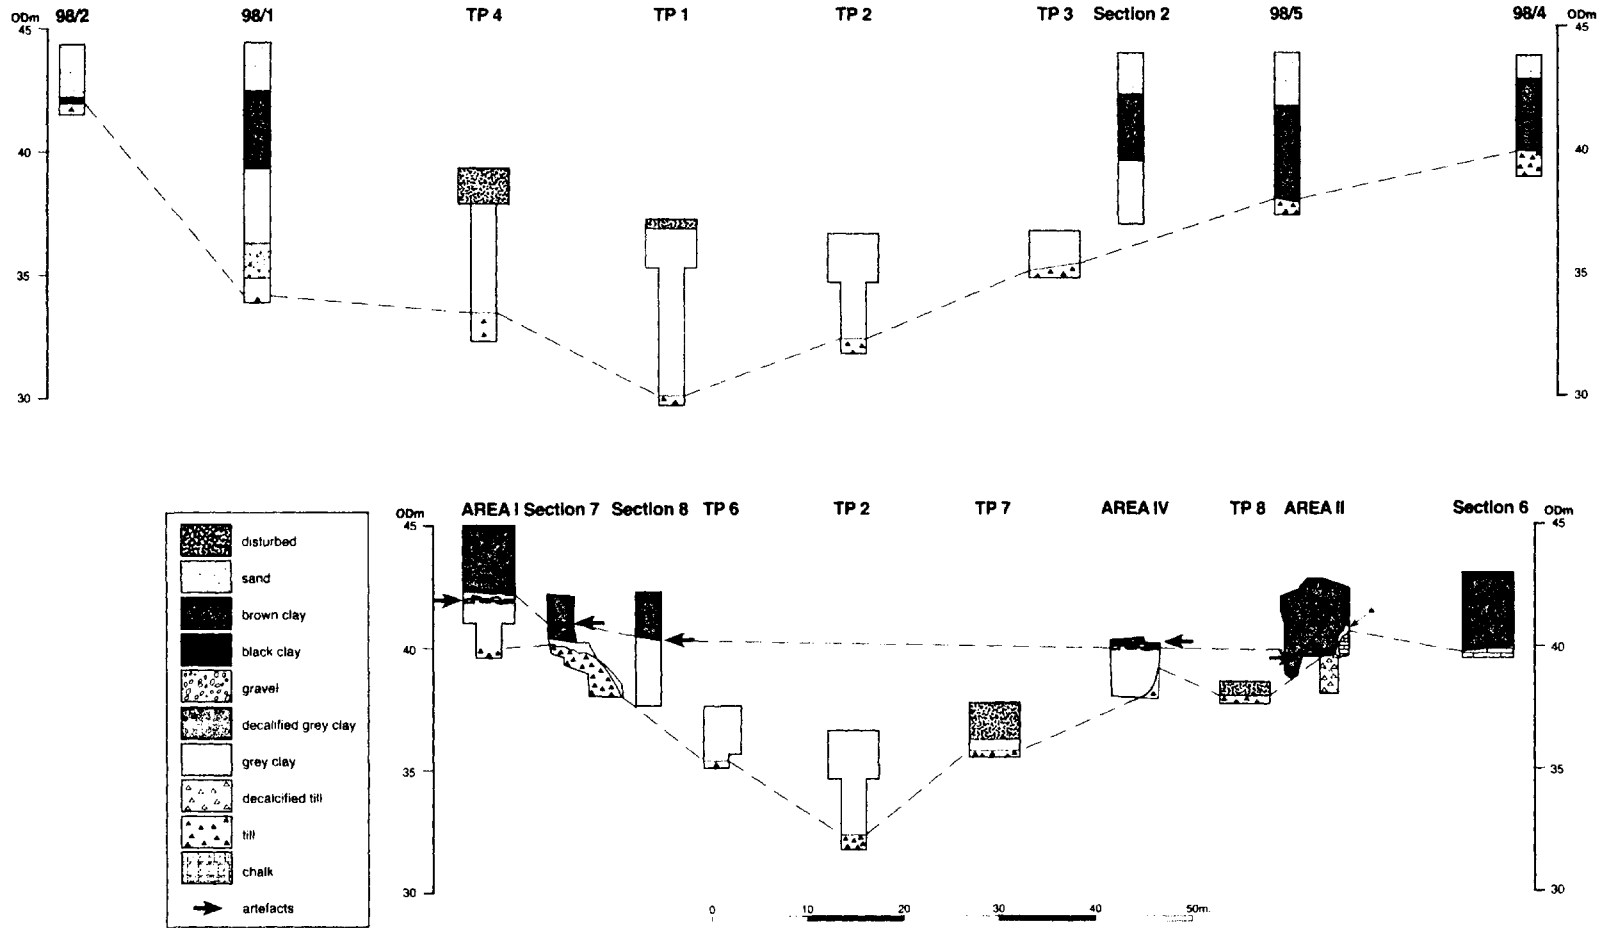 ODm 98/2 98/1 TP 4 TP 1 TP 2 TP 3 Section 2 98/5 98/4 ODm
45 45
40 40
35 35
30 30
ODm AREA I Section 7 Section 8 TP 6 TP 2 TP 7 AREA IV TP 8 AREA II Section 6 ODm
45 45
40 40
35 35
30 30
disturbed
sand
brown clay
black clay
gravel
decalified grey clay
grey clay
decalcified till
till
chalk
artefacts
0 10 20 30 40 50m.